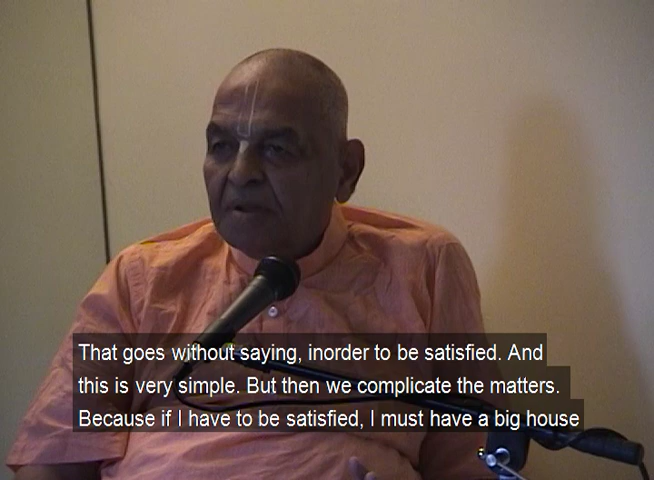 That goes without saying, inorder to be satisfied. And
this is very simple. But then we complicate the matters.
Because if I have to be satisfied, I must have a big house